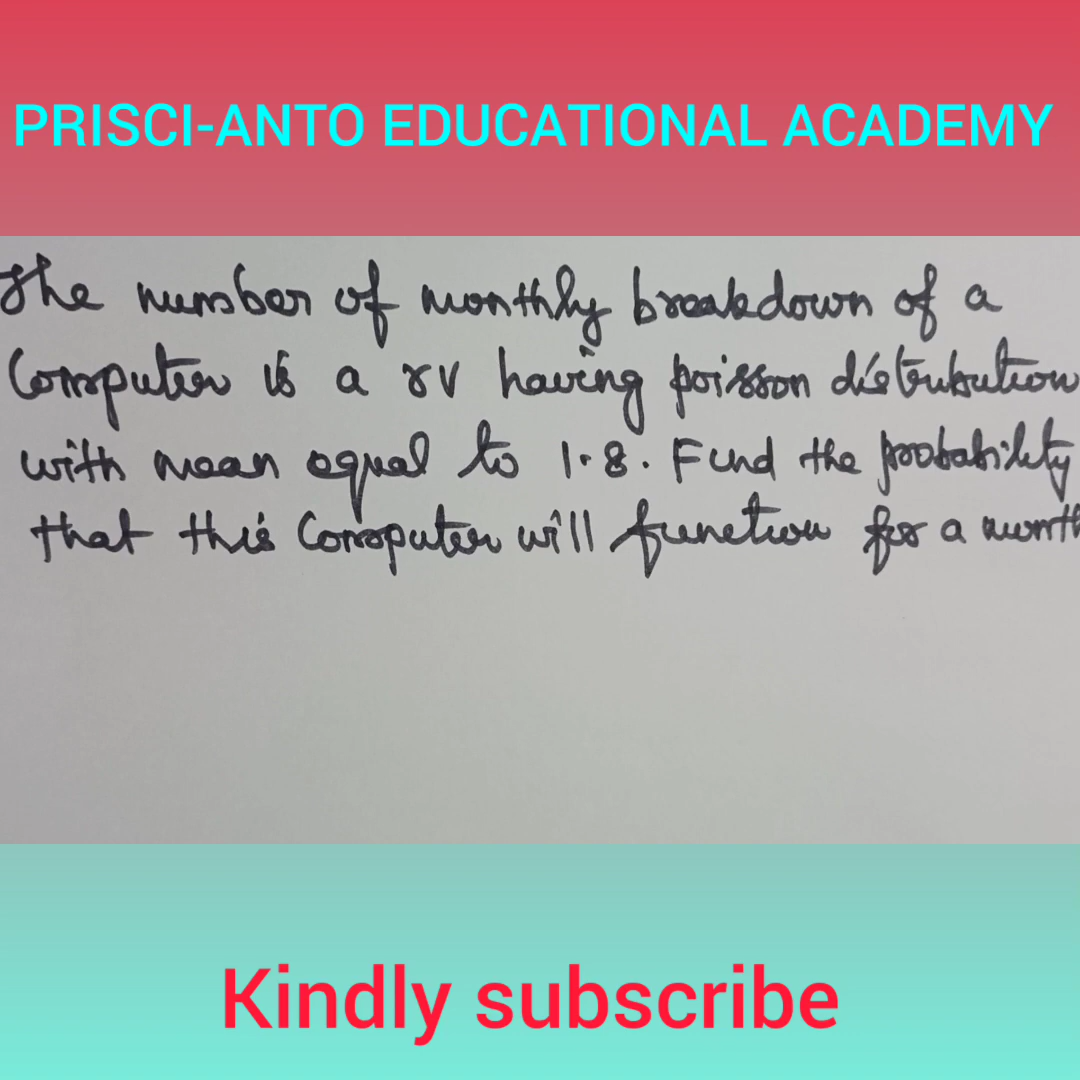 PRISCI-ANTO EDUCATIONAL ACADEMY
The number of monthly breakdown of a
Computer is a rv having poisson distribution
with mean equal to 1.8. Find the probability
that this Computer will function for a month
Kindly subscribe